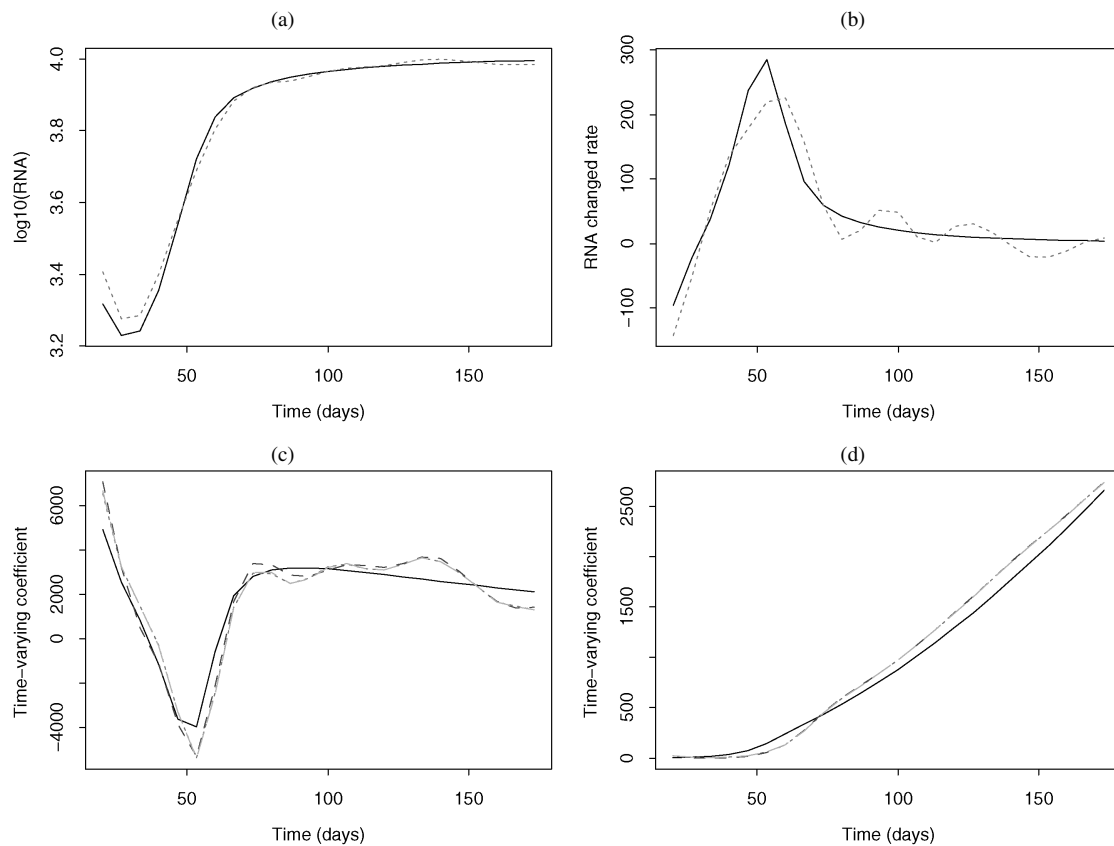 (a)
log10(RNA)
4.0
3.8
3.6
3.4
3.2
50 100 150
Time (days)
(b)
RNA changed rate
300
200
100
0
−100
50 100 150
Time (days)
(c)
Time−varying coefficient
6000
2000
0
−4000
50 100 150
Time (days)
(d)
Time−varying coefficient
2500
1500
500
0
50 100 150
Time (days)